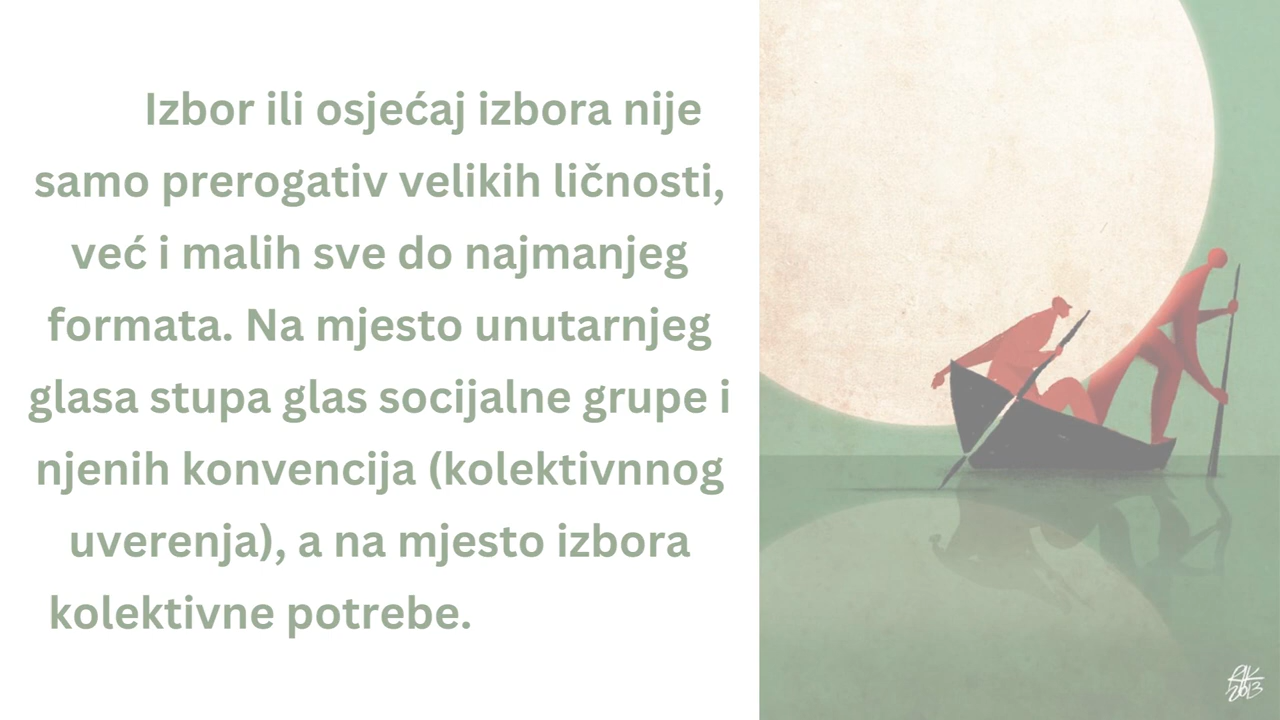 Izbor ili osjećaj izbora nije
samo prerogativ velikih ličnosti,
već i malih sve do najmanjeg
formata. Na mjesto unutarnjeg
glasa stupa glas socijalne grupe i
njenih konvencija (kolektivnnog
uverenja), a na mjesto izbora
kolektivne potrebe.